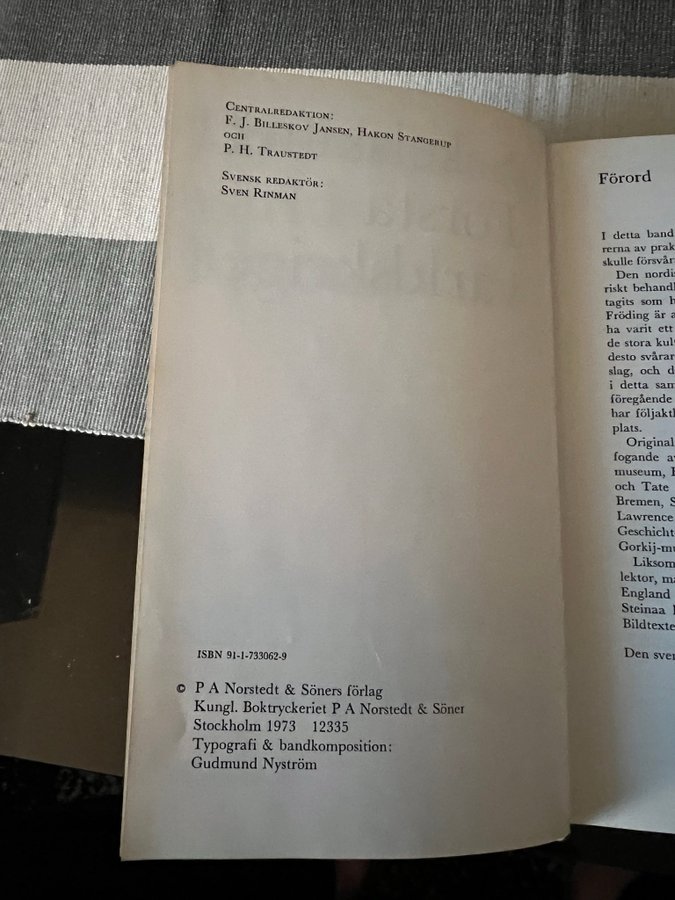 CENTRALREDAKTION:
F. J. BILLESKOV JANSEN, HAKON STANGERUP
OCH
P. H. TRAUSTEDT
SVENSK REDAKTÖR:
SVEN RINMAN
ISBN 91-1-733062-9
© P A Norstedt & Söners förlag
Kungl. Boktryckeriet P A Norstedt & Söner
Stockholm 1973 12335
Typografi & bandkomposition:
Gudmund Nyström
Förord
I detta band
rerna av prak
skulle försvår
Den nordis
riskt behandl
tagits som h
Fröding är a
ha varit ett
de stora kul
desto svårar
slag, och d
i detta sam
föregående
har följakt
plats.
Original
fogande av
museum,
och Tate
Bremen, S
Lawrence
Geschicht
Gorkij-mu
Liksom
lektor, ma
England
Steinaa
Bildtexte
Den sven